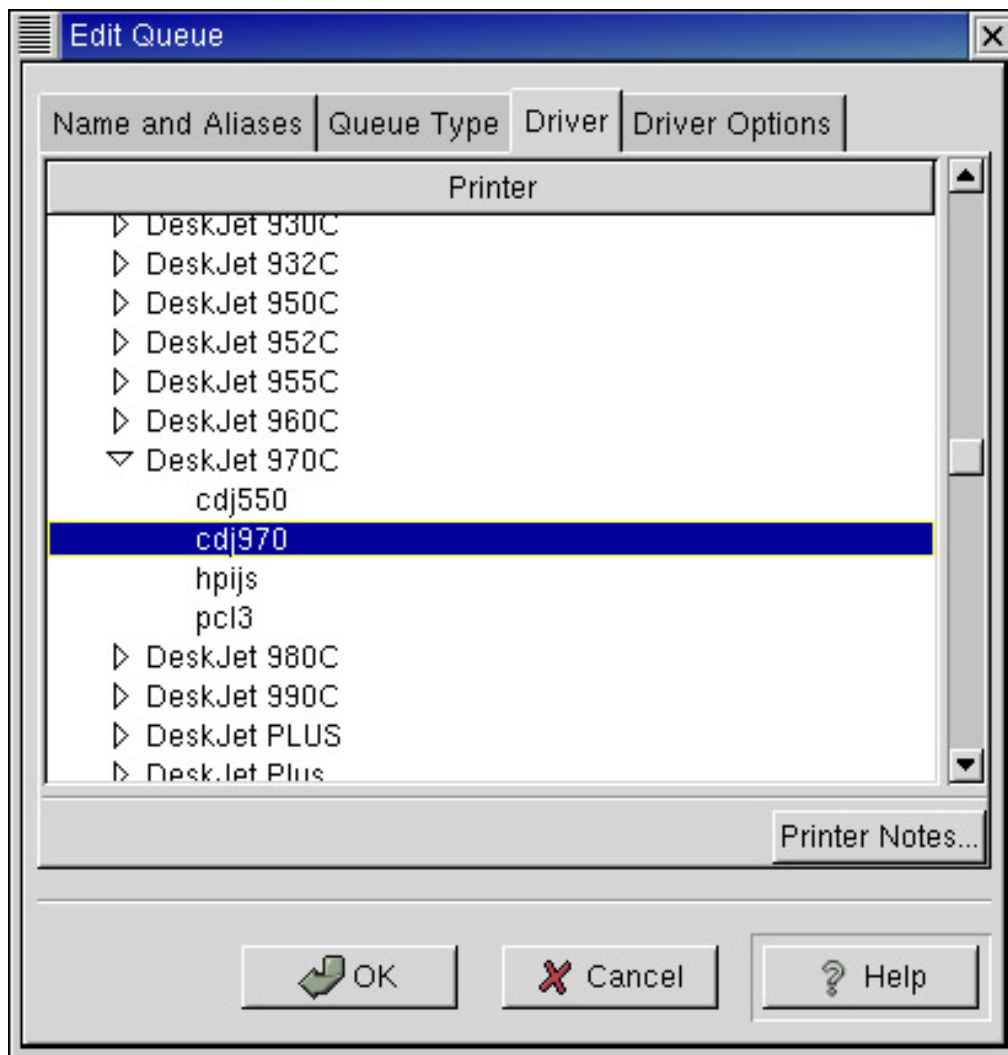 Edit Queue
Name and Aliases Queue Type Driver Driver Options
Printer
DeskJet 930C
DeskJet 932C
DeskJet 950C
DeskJet 952C
DeskJet 955C
DeskJet 960C
DeskJet 970C
cdj550
cdj970
hpijs
pcl3
DeskJet 980C
DeskJet 990C
DeskJet PLUS
DeskJet Plus
Printer Notes...
OK Cancel Help